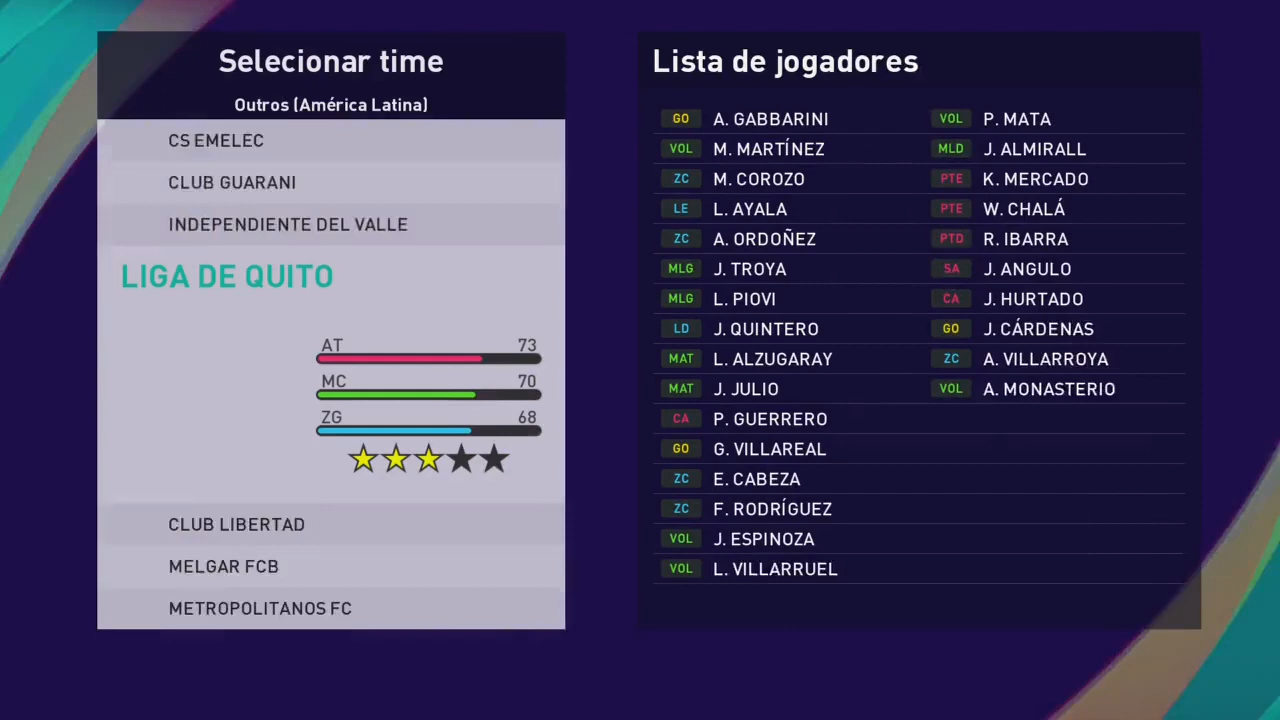 Selecionar time
Outros (América Latina)
CS EMELEC
CLUB GUARANI
INDEPENDIENTE DEL VALLE
LIGA DE QUITO
AT 73
MC 70
ZG 68
CLUB LIBERTAD
MELGAR FCB
METROPOLITANOS FC
Lista de jogadores
GO A. GABBARINI VOL P. MATA
VOL M. MARTÍNEZ MLD J. ALMIRALL
ZC M. COROZO PTE K. MERCADO
LE L. AYALA PTE W. CHALÁ
ZC A. ORDOÑEZ PTD R. IBARRA
MLG J. TROYA SA J. ANGULO
MLG L. PIOVI CA J. HURTADO
LD J. QUINTERO GO J. CÁRDENAS
MAT L. ALZUGARAY ZC A. VILLARROYA
MAT J. JULIO VOL A. MONASTERIO
CA P. GUERRERO
GO G. VILLAREAL
ZC E. CABEZA
ZC F. RODRÍGUEZ
VOL J. ESPINOZA
VOL L. VILLARRUEL